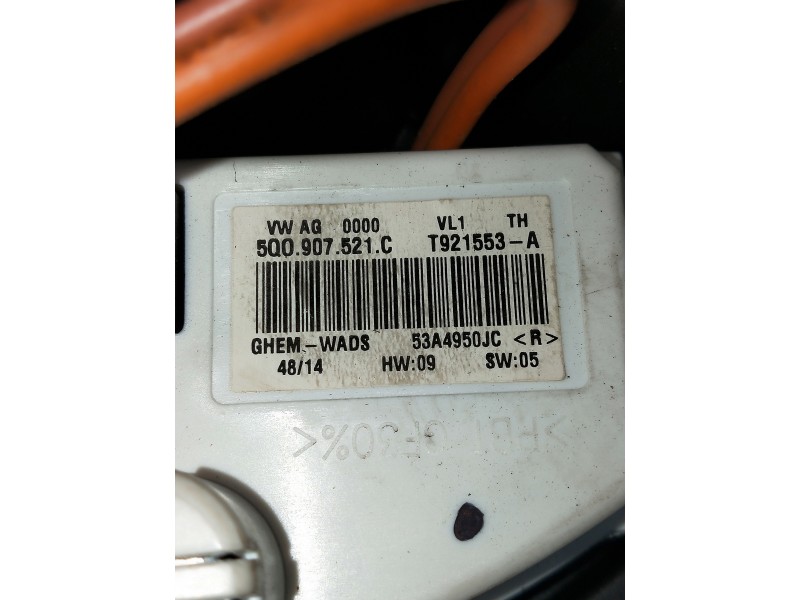 VW AG 0000 VL1 TH
5Q0.907.521.C T921553-A
GHEM-WADS 53A4950JC <R>
48/14 HW:09 SW:05